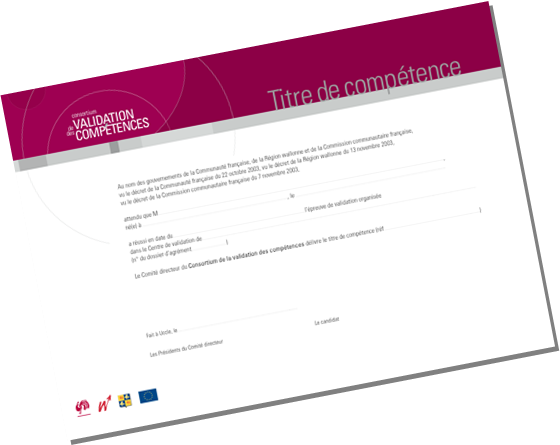 consortium
de VALIDATION
des COMPÉTENCES
Titre de compétence
Au nom des gouvernements de la Communauté française, de la Région wallonne et de la Commission communautaire française,
vu le décret de la Communauté française du 22 octobre 2003, vu le décret de la Région wallonne du 13 novembre 2003,
vu le décret de la Commission communautaire française du 7 novembre 2003,
attendu que M , le
né(e) à
a réussi en date du l'épreuve de validation organisée
dans le Centre de validation de
(n° du dossier d'agrément )
Le Comité directeur du Consortium de la validation des compétences délivre le titre de compétence (réf )
Fait à Uccle, le
Les Présidents du Comité directeur
Le candidat